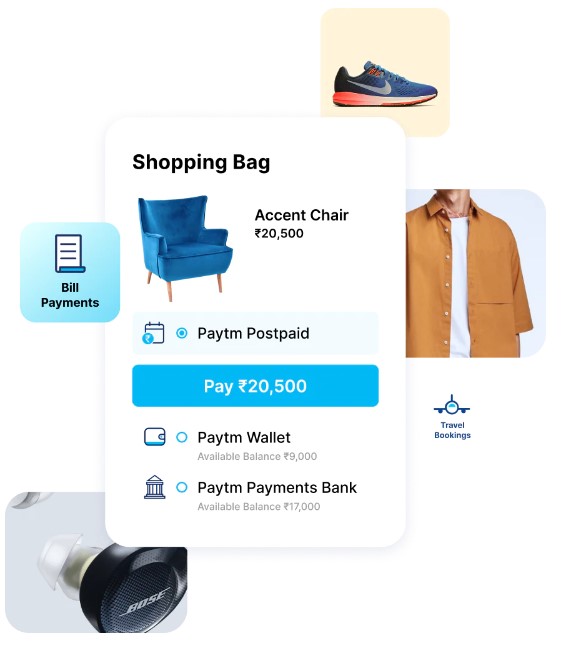 Shopping Bag
Accent Chair
₹20,500
Bill
Payments
₹
Paytm Postpaid
Pay ₹20,500
Paytm Wallet
Available Balance ₹9,000
Travel
Bookings
Paytm Payments Bank
Available Balance ₹17,000
BOSE